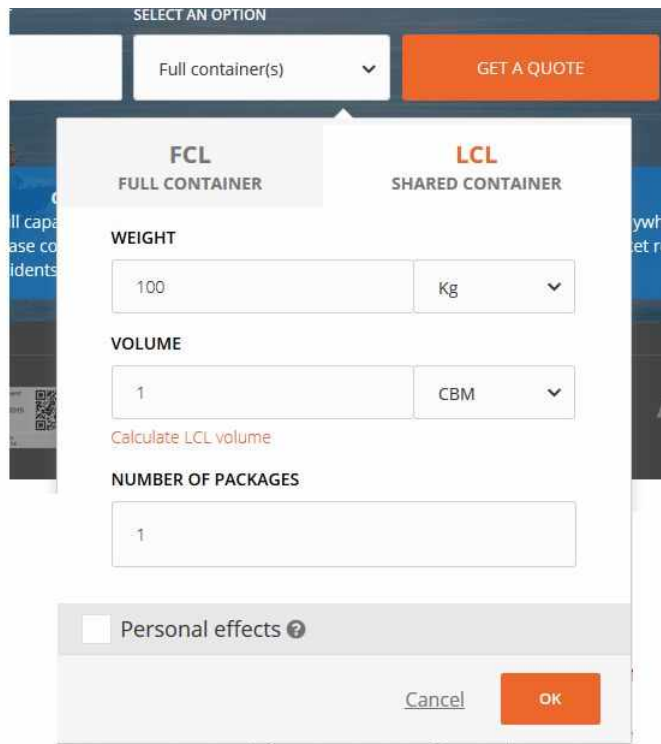 SELECT AN OPTION
Full container(s)
GET A QUOTE
FCL
FULL CONTAINER
LCL
SHARED CONTAINER
WEIGHT
100
Kg
VOLUME
1
CBM
Calculate LCL volume
NUMBER OF PACKAGES
1
Personal effects
Cancel
OK